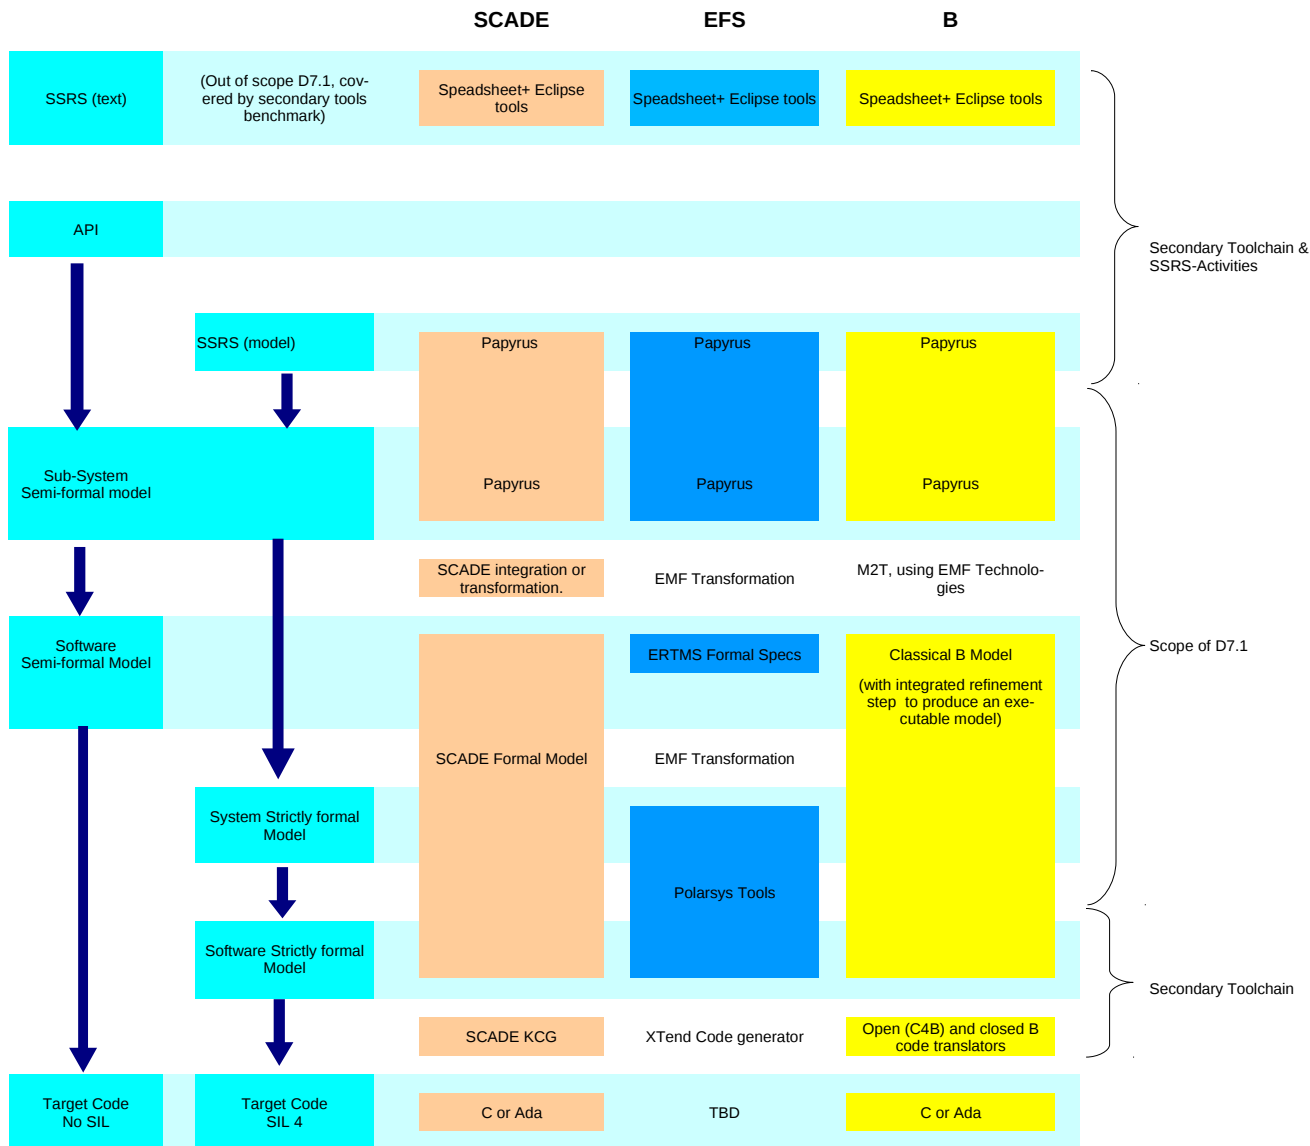 SCADE
EFS
B
SSRS (text)
(Out of scope D7.1, cov-
ered by secondary tools
benchmark)
Speadsheet+ Eclipse
tools
Speadsheet+ Eclipse tools
Speadsheet+ Eclipse tools
API
Secondary Toolchain &
SSRS-Activities
SSRS (model)
Papyrus
Papyrus
Papyrus
Sub-System
Semi-formal model
Papyrus
Papyrus
Papyrus
SCADE integration or
transformation.
EMF Transformation
M2T, using EMF Technolo-
gies
Software
Semi-formal Model
ERTMS Formal Specs
Classical B Model
(with integrated refinement
step to produce an exe-
cutable model)
Scope of D7.1
SCADE Formal Model
EMF Transformation
System Strictly formal
Model
Polarsys Tools
Software Strictly formal
Model
Secondary Toolchain
SCADE KCG
XTend Code generator
Open (C4B) and closed B
code translators
Target Code
No SIL
Target Code
SIL 4
C or Ada
TBD
C or Ada